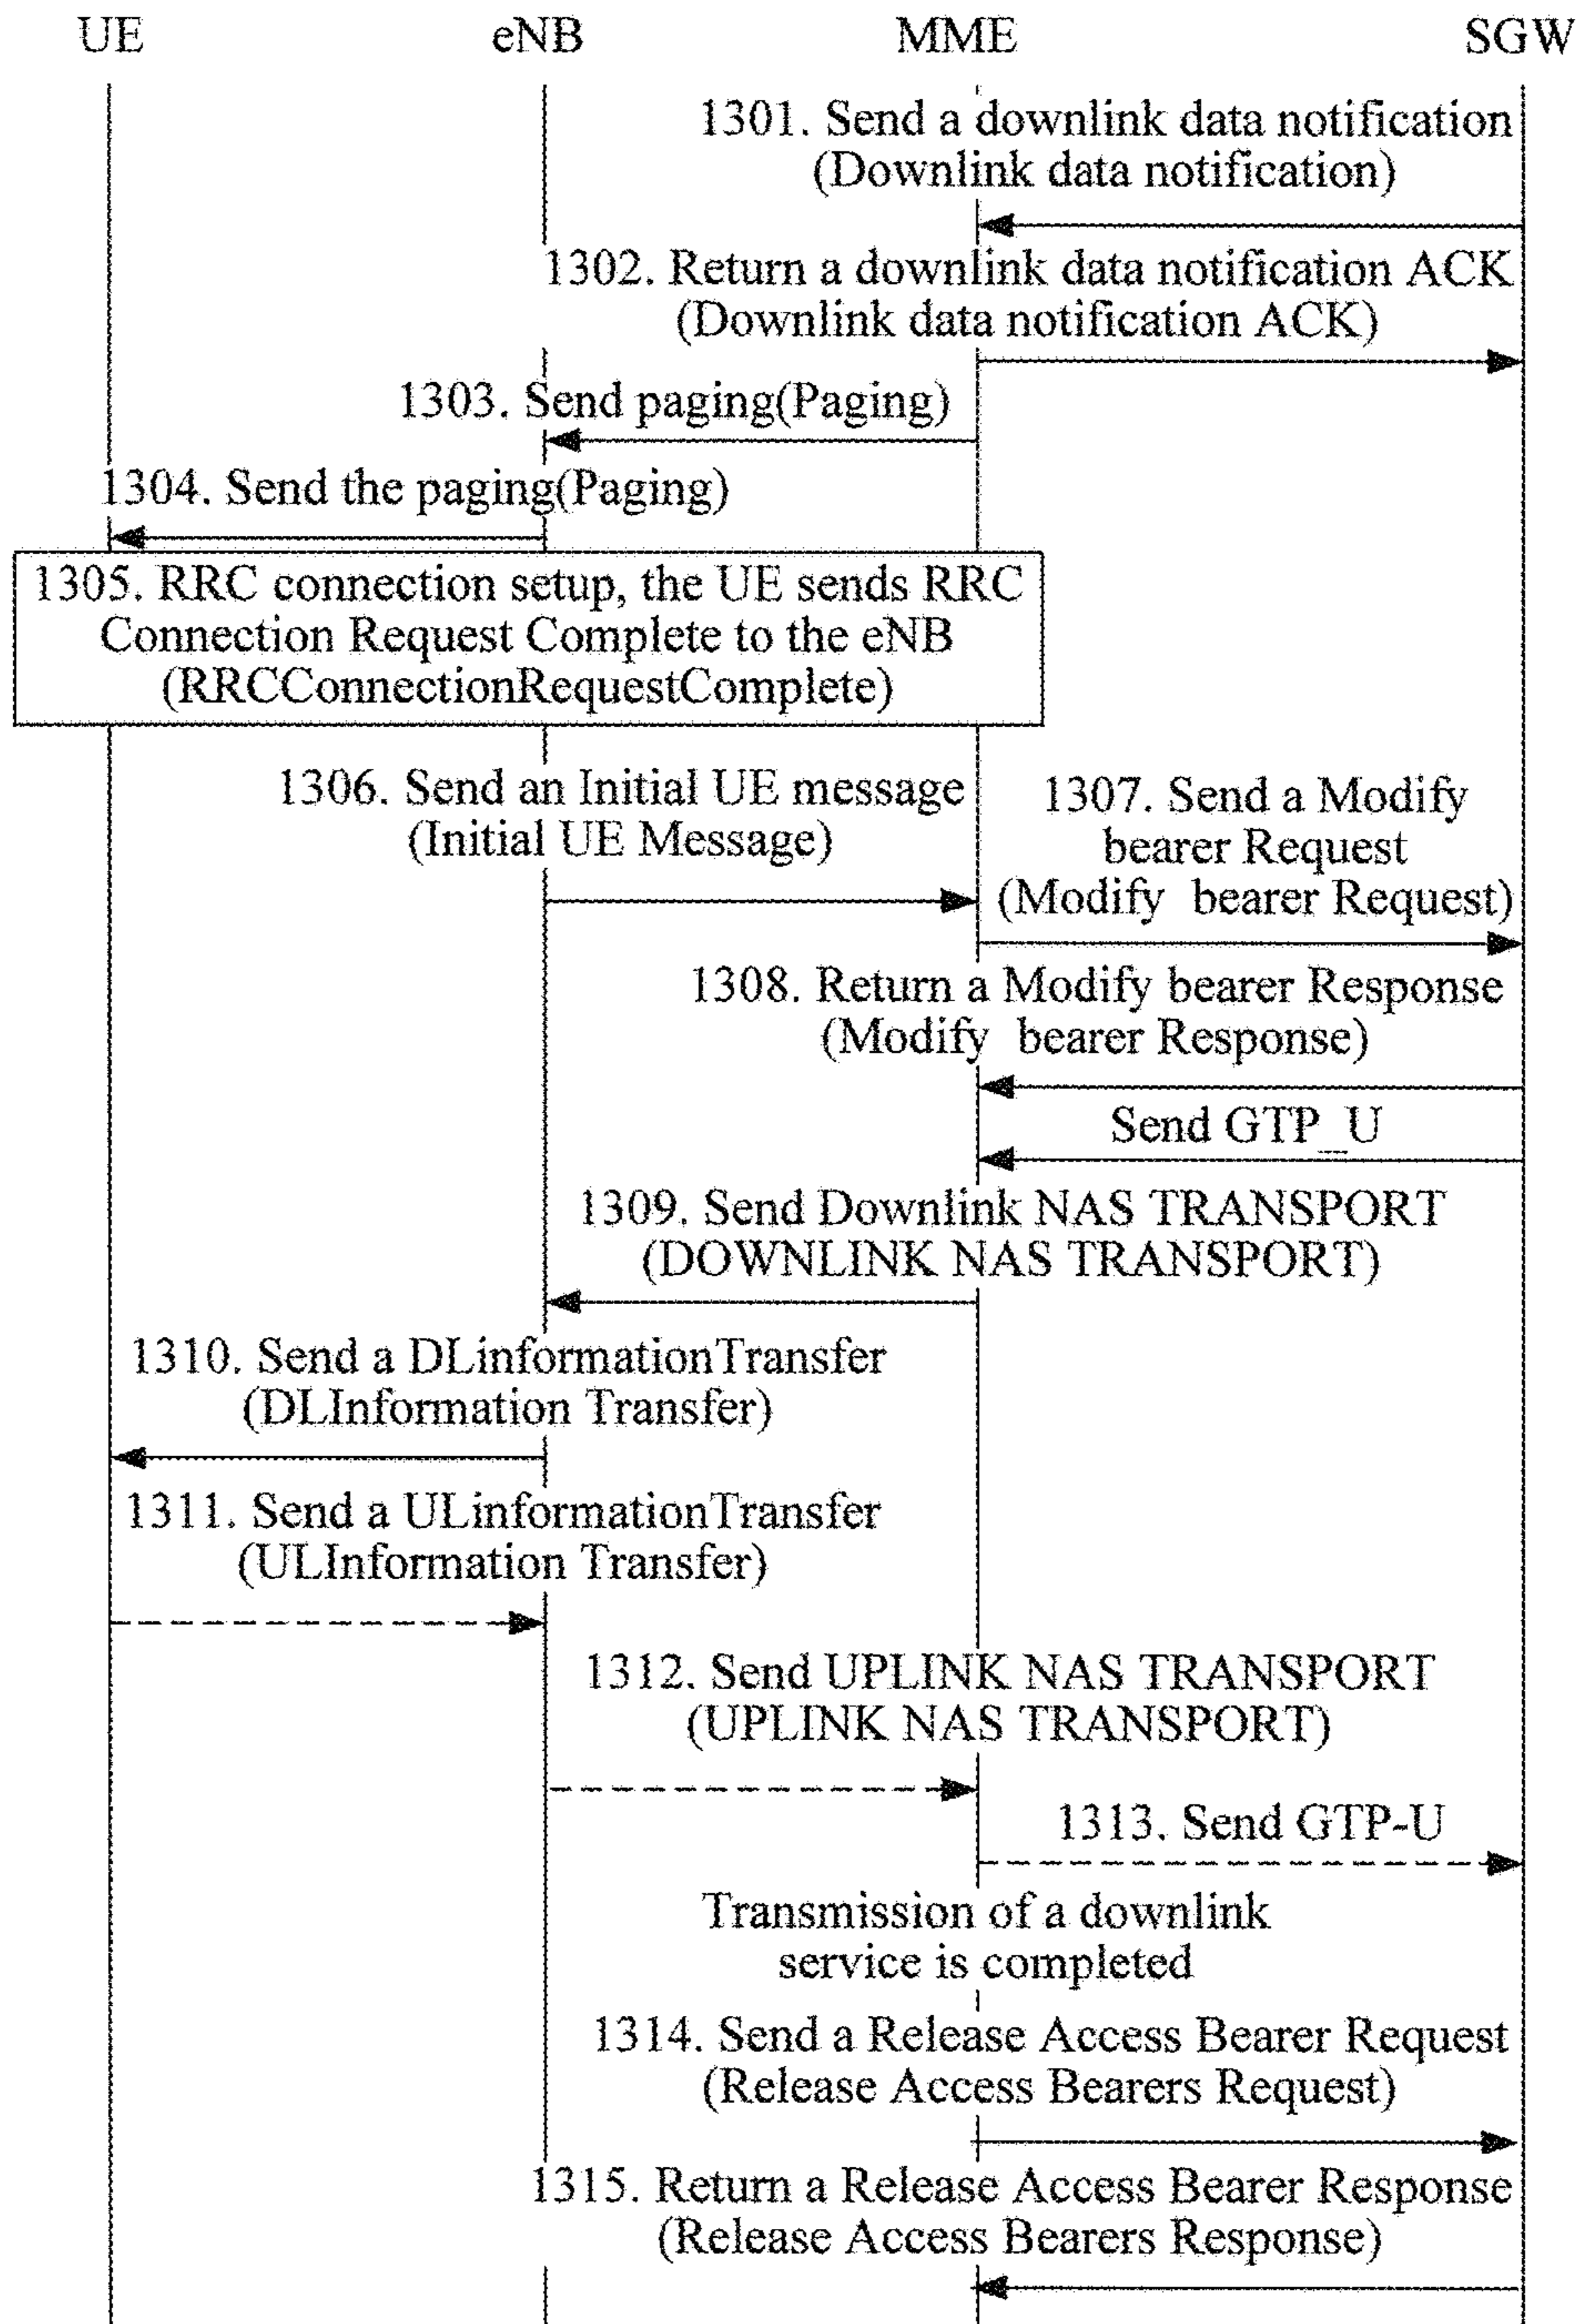 UE eNB MME SGW
1301. Send a downlink data notification
(Downlink data notification)
1302. Return a downlink data notification ACK
(Downlink data notification ACK)
1303. Send paging(Paging)
1304. Send the paging(Paging)
1305. RRC connection setup, the UE sends RRC
Connection Request Complete to the eNB
(RRCConnectionRequestComplete)
1306. Send an Initial UE message
(Initial UE Message)
1307. Send a Modify
bearer Request
(Modify bearer Request)
1308. Return a Modify bearer Response
(Modify bearer Response)
Send GTP_U
1309. Send Downlink NAS TRANSPORT
(DOWNLINK NAS TRANSPORT)
1310. Send a DLinformationTransfer
(DLInformation Transfer)
1311. Send a ULinformationTransfer
(ULInformation Transfer)
1312. Send UPLINK NAS TRANSPORT
(UPLINK NAS TRANSPORT)
1313. Send GTP-U
Transmission of a downlink
service is completed
1314. Send a Release Access Bearer Request
(Release Access Bearers Request)
1315. Return a Release Access Bearer Response
(Release Access Bearers Response)